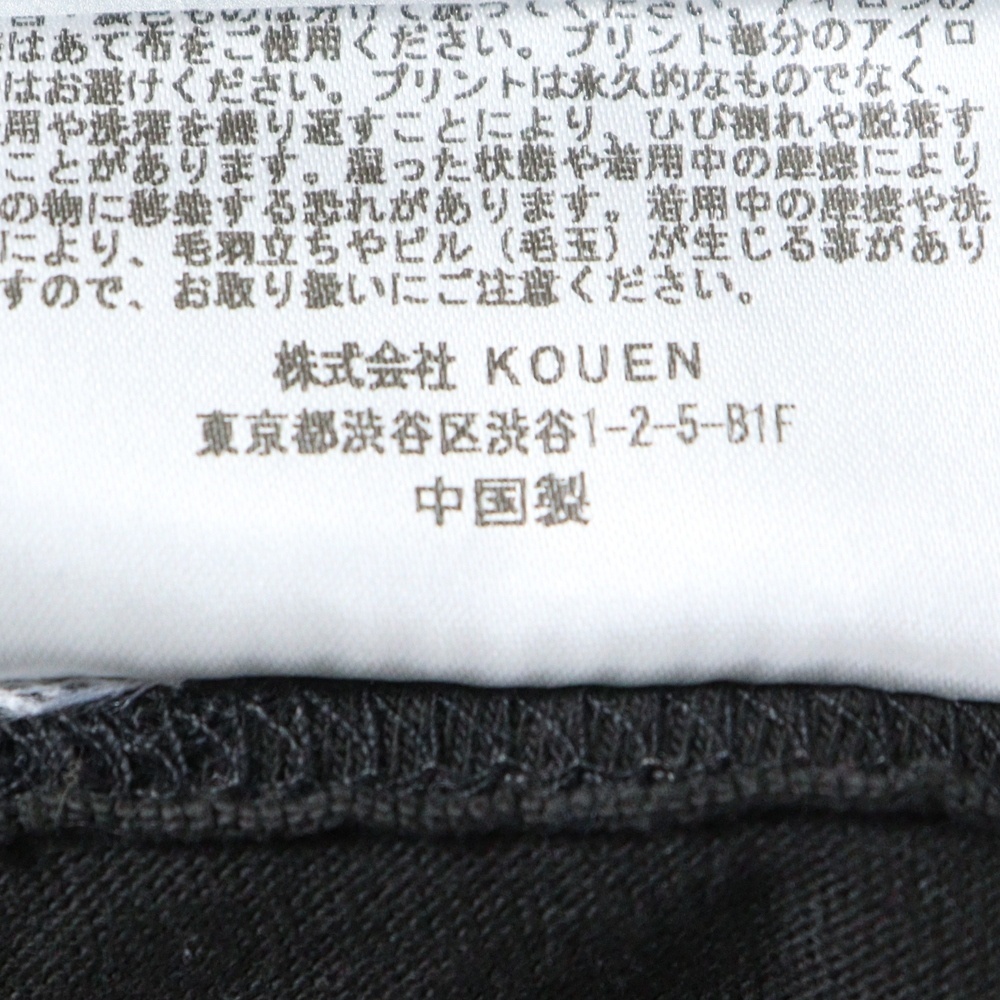 はあて布をご使用ください。プリント部分のアイロ
はお避けください。プリントは永久的なものでなく、
用や洗濯を繰り返すことにより、ひび割れや脱落す
ことがあります。湿った状態や着用中の摩擦により
の物に移染する恐れがあります。着用中の摩擦や洗
により、毛羽立ちやピル（毛玉）が生じる事があり
すので、お取り扱いにご注意ください。
株式会社 KOUEN
東京都渋谷区渋谷1-2-5-B1F
中国製